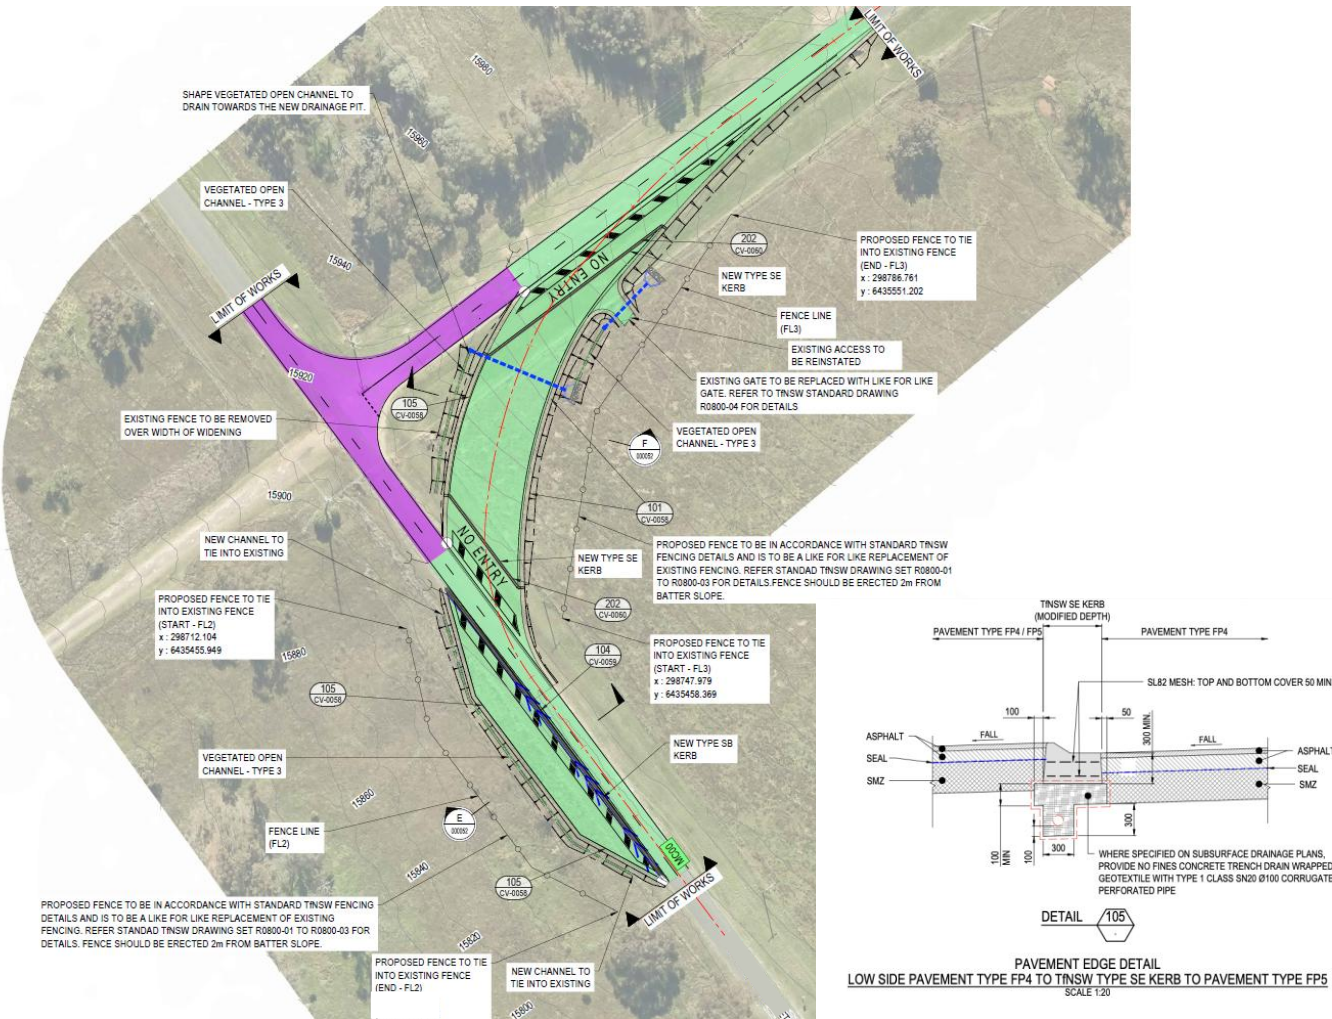 15980
LIMIT OF WORKS
SHAPE VEGETATED OPEN CHANNEL TO
DRAIN TOWARDS THE NEW DRAINAGE PIT.
15960
VEGETATED OPEN
CHANNEL - TYPE 3
15940
LIMIT OF WORKS
NO ENTRY
202
CV-0060
PROPOSED FENCE TO TIE
INTO EXISTING FENCE
(END - FL3)
x : 298786.761
y : 6435551.202
NEW TYPE SE
KERB
FENCE LINE
(FL3)
EXISTING ACCESS TO
BE REINSTATED
15920
EXISTING GATE TO BE REPLACED WITH LIKE FOR LIKE
GATE. REFER TO TfNSW STANDARD DRAWING
R0800-04 FOR DETAILS
105
CV-0058
EXISTING FENCE TO BE REMOVED
OVER WIDTH OF WIDENING
VEGETATED OPEN
CHANNEL - TYPE 3
F
000052
15900
101
CV-0058
NEW CHANNEL TO
TIE INTO EXISTING
NO ENTRY
NEW TYPE SE
KERB
PROPOSED FENCE TO BE IN ACCORDANCE WITH STANDARD TfNSW
FENCING DETAILS AND IS TO BE A LIKE FOR LIKE REPLACEMENT OF
EXISTING FENCING. REFER STANDAD TfNSW DRAWING SET R0800-01
TO R0800-03 FOR DETAILS.FENCE SHOULD BE ERECTED 2m FROM
BATTER SLOPE.
PROPOSED FENCE TO TIE
INTO EXISTING FENCE
(START - FL2)
x : 298712.104
y : 6435455.949
202
CV-0060
15880
104
CV-0059
PROPOSED FENCE TO TIE
INTO EXISTING FENCE
(START - FL3)
x : 298747.979
y : 6435458.369
105
CV-0058
VEGETATED OPEN
CHANNEL - TYPE 3
NEW TYPE SB
KERB
15860
FENCE LINE
(FL2)
E
000052
MC00
15840
105
CV-0058
LIMIT OF WORKS
PROPOSED FENCE TO BE IN ACCORDANCE WITH STANDARD TfNSW FENCING
DETAILS AND IS TO BE A LIKE FOR LIKE REPLACEMENT OF EXISTING
FENCING. REFER STANDAD TfNSW DRAWING SET R0800-01 TO R0800-03 FOR
DETAILS. FENCE SHOULD BE ERECTED 2m FROM BATTER SLOPE.
15820
PROPOSED FENCE TO TIE
INTO EXISTING FENCE
(END - FL2)
NEW CHANNEL TO
TIE INTO EXISTING
15800
TfNSW SE KERB
(MODIFIED DEPTH)
PAVEMENT TYPE FP4 / FP5
PAVEMENT TYPE FP4
SL82 MESH: TOP AND BOTTOM COVER 50 MIN
100
50
300 MIN.
ASPHALT
FALL
FALL
ASPHALT
SEAL
SEAL
SMZ
SMZ
100
MIN
100
300
300
WHERE SPECIFIED ON SUBSURFACE DRAINAGE PLANS,
PROVIDE NO FINES CONCRETE TRENCH DRAIN WRAPPED
GEOTEXTILE WITH TYPE 1 CLASS SN20 Ø100 CORRUGATE
PERFORATED PIPE
DETAIL 105
PAVEMENT EDGE DETAIL
LOW SIDE PAVEMENT TYPE FP4 TO TfNSW TYPE SE KERB TO PAVEMENT TYPE FP5
SCALE 1:20